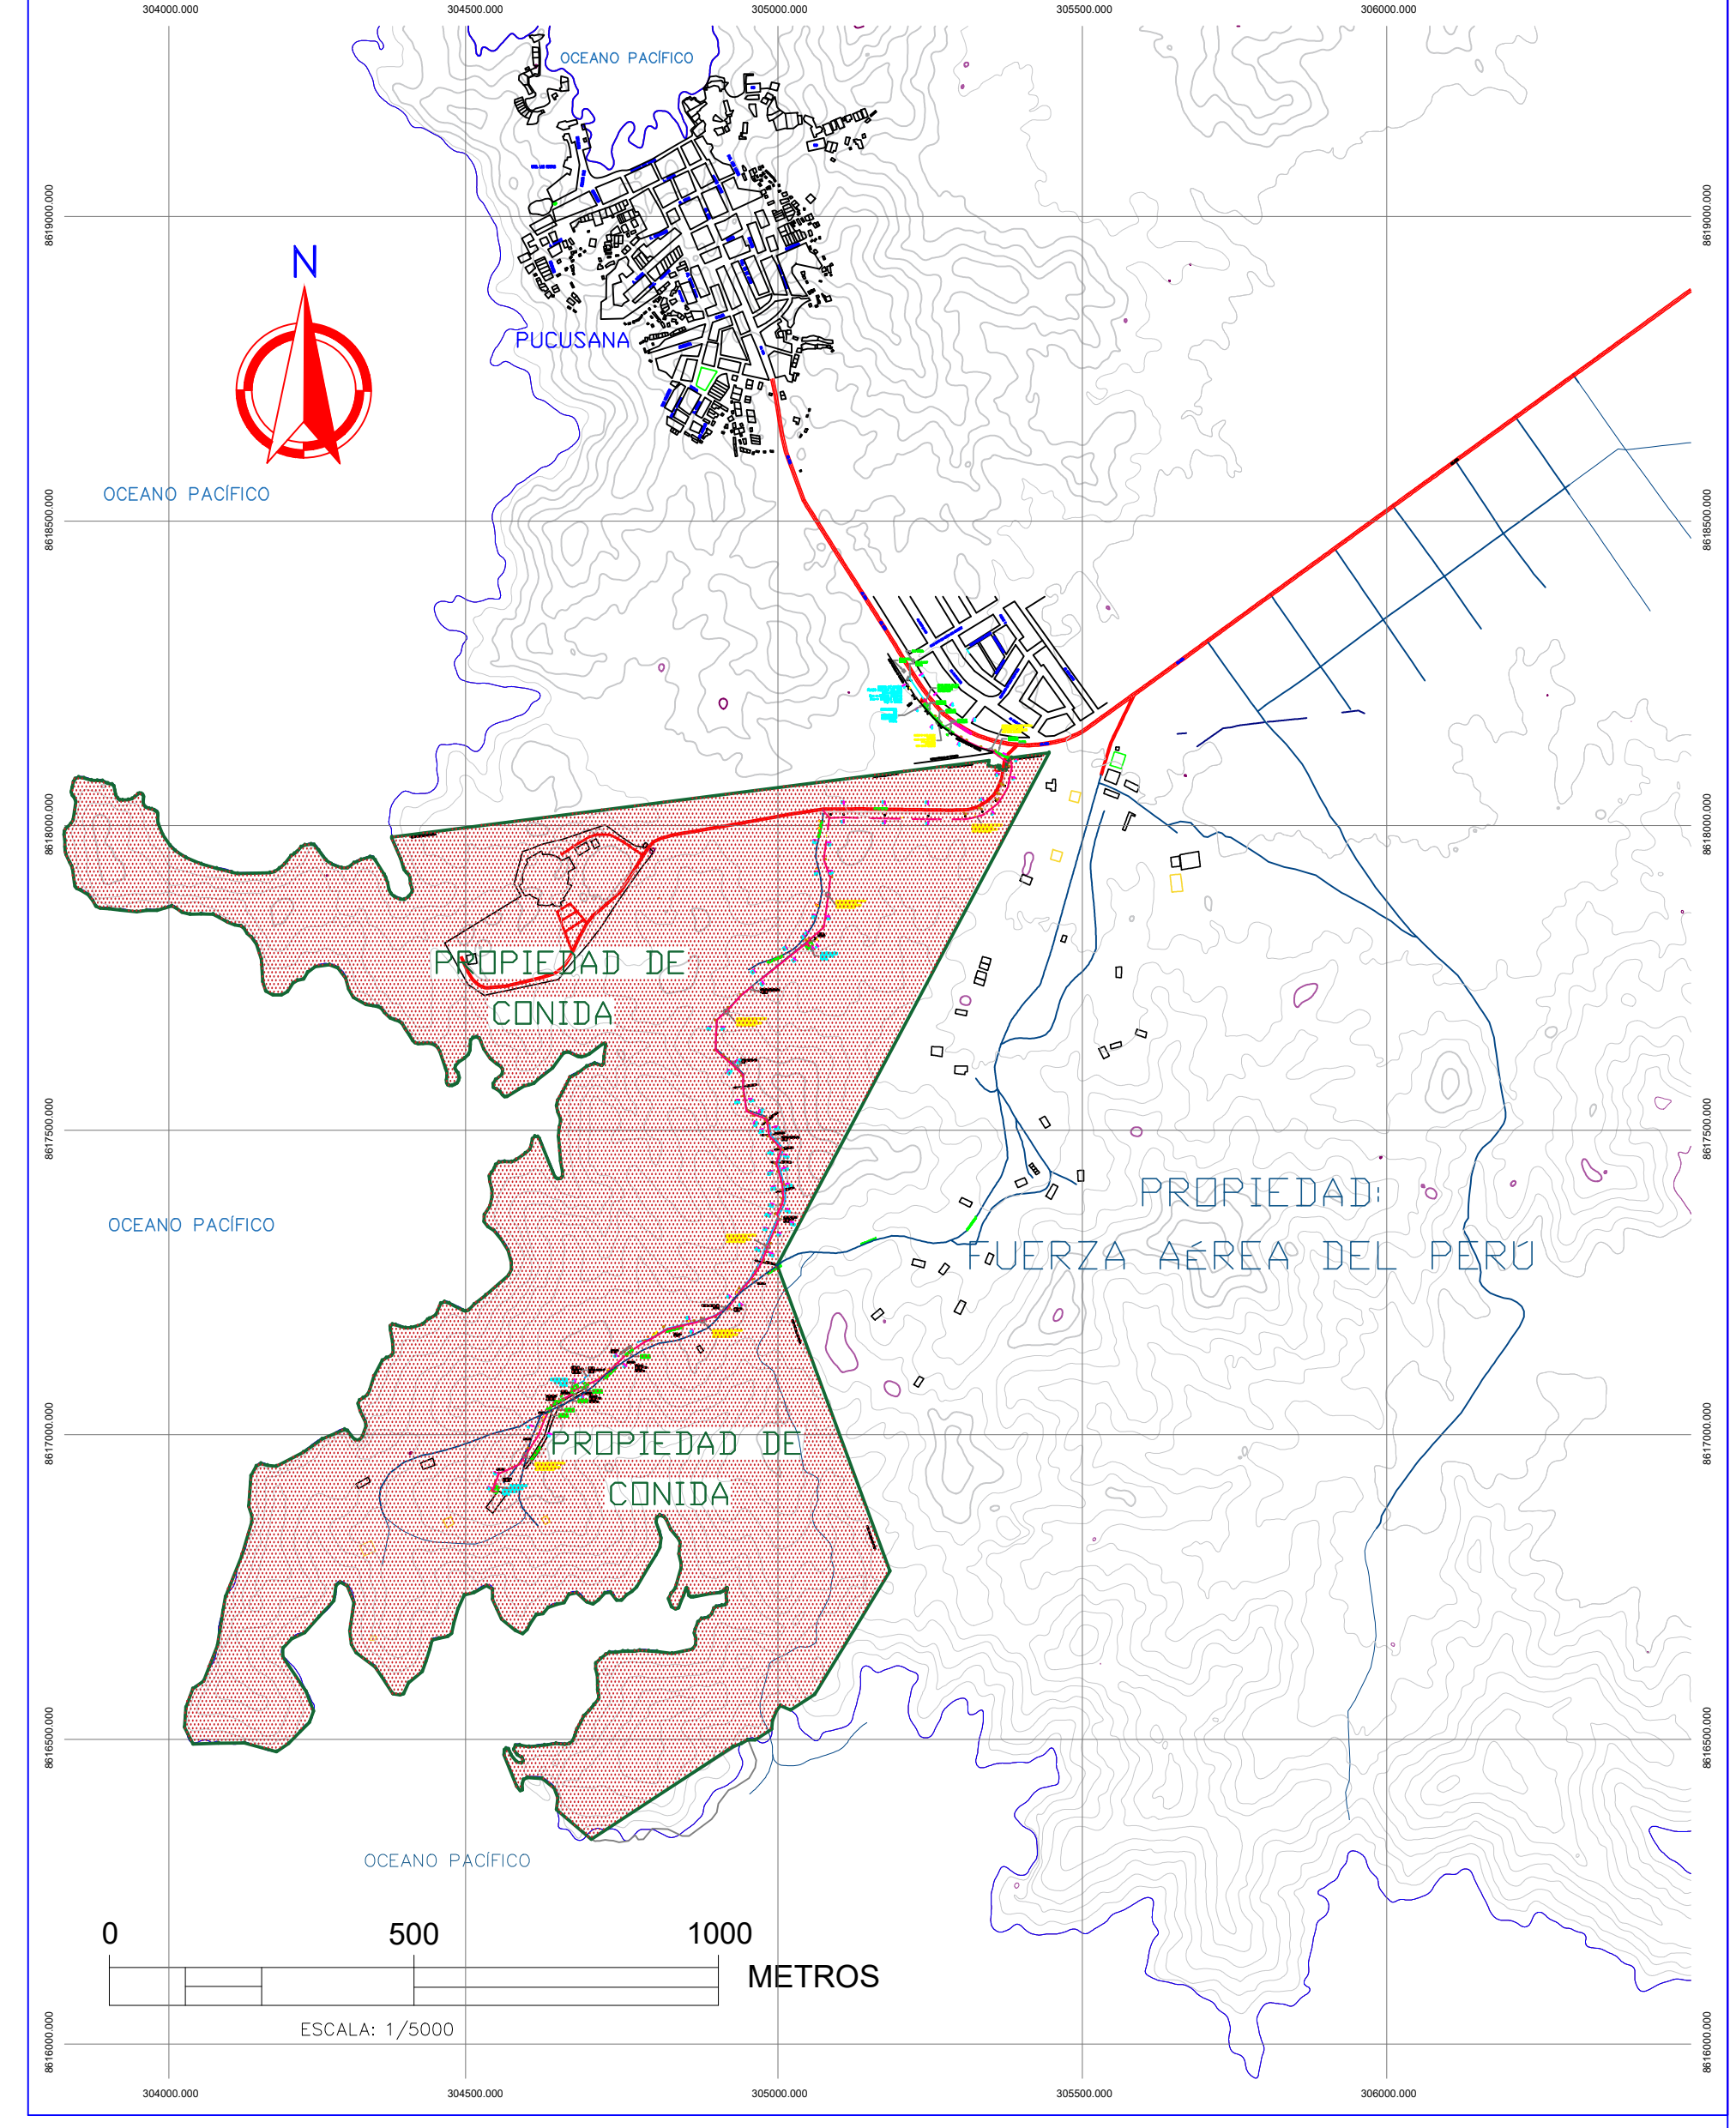 304000.000
304500.000
305000.000
305500.000
306000.000
OCEANO PACÍFICO
8619000.000
8619000.000
N
PUCUSANA
OCEANO PACÍFICO
8618500.000
8618500.000
8618000.000
8618000.000
PROPIEDAD DE
CONIDA
8617500.000
8617500.000
PROPIEDAD:
OCEANO PACÍFICO
FUERZA AÉREA DEL PERÚ
8617000.000
8617000.000
PROPIEDAD DE
CONIDA
8616500.000
8616500.000
OCEANO PACÍFICO
0 500 1000
METROS
ESCALA: 1/5000
8616000.000
8616000.000
304000.000
304500.000
305000.000
305500.000
306000.000